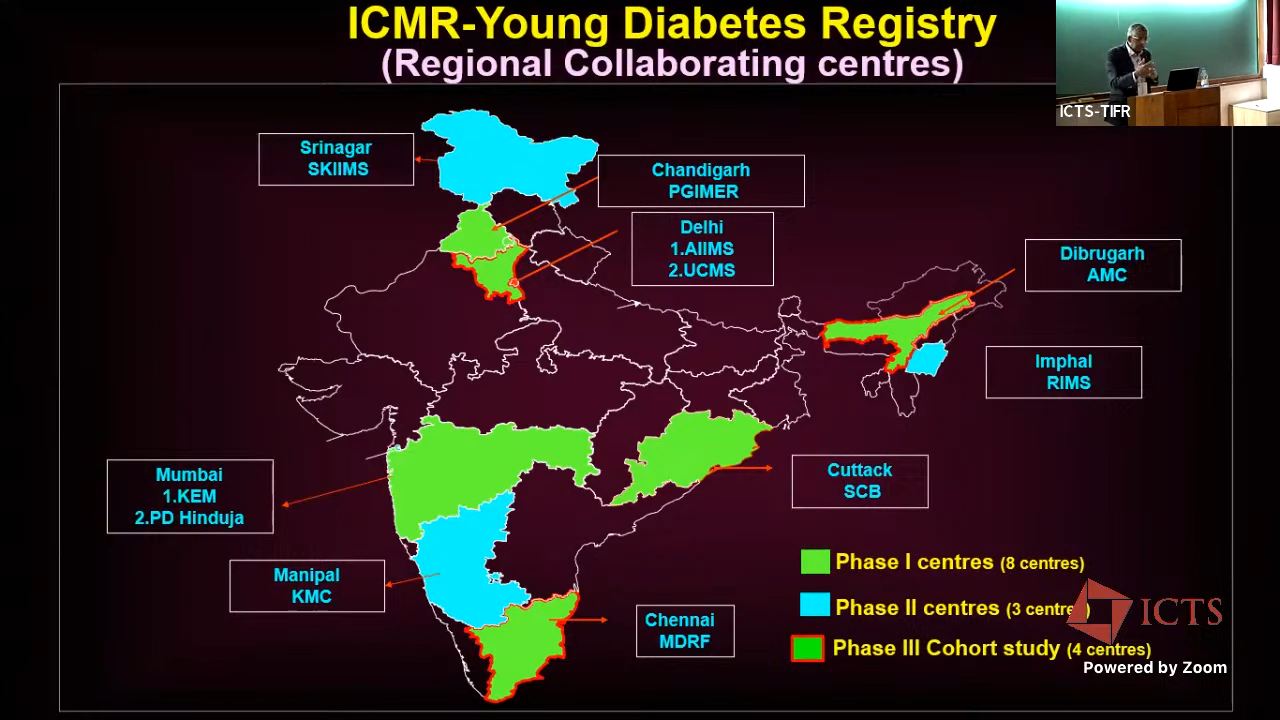 ICMR-Young Diabetes Registry
(Regional Collaborating centres)
ICTS-TIFR
Srinagar
SKIIMS
Chandigarh
PGIMER
Delhi
1.AIIMS
2.UCMS
Dibrugarh
AMC
Imphal
RIMS
Mumbai
1.KEM
2.PD Hinduja
Cuttack
SCB
Manipal
KMC
Chennai
MDRF
Phase I centres (8 centres)
Phase II centres (3 centres)
Phase III Cohort study (4 centres)
ICTS
Powered by Zoom